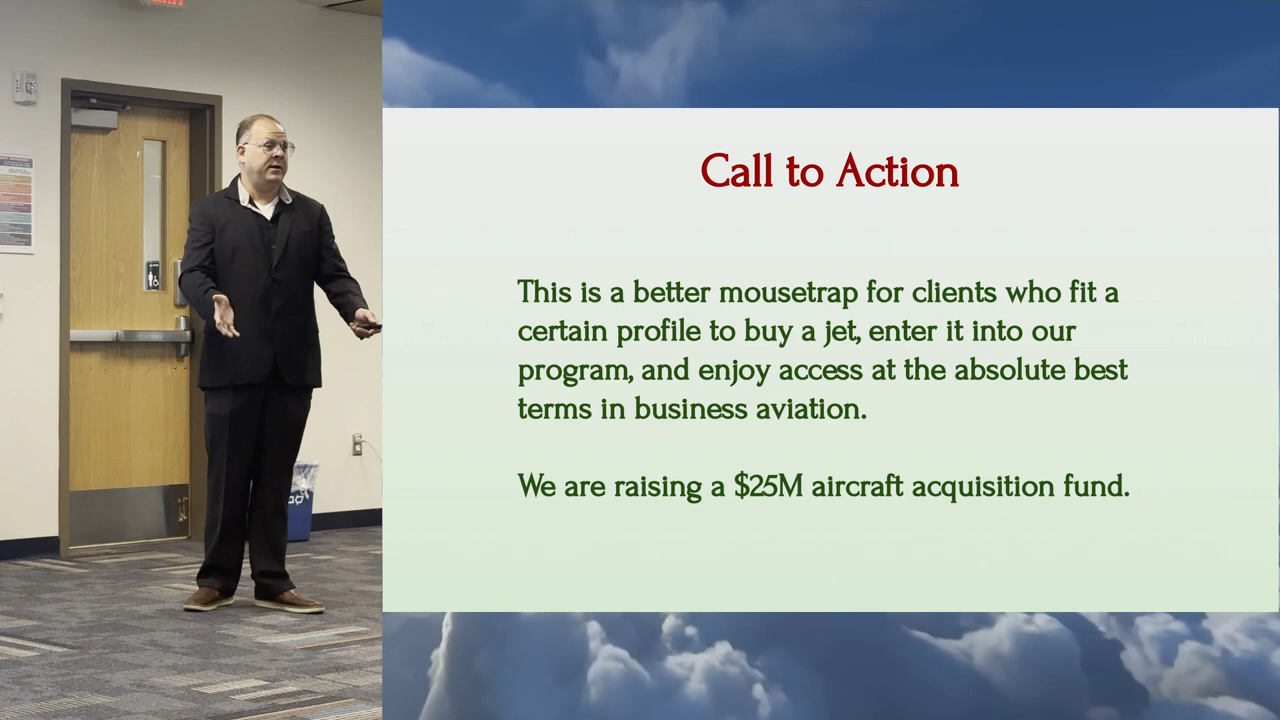 Call to Action
This is a better mousetrap for clients who fit a
certain profile to buy a jet, enter it into our
program, and enjoy access at the absolute best
terms in business aviation.
We are raising a $25M aircraft acquisition fund.